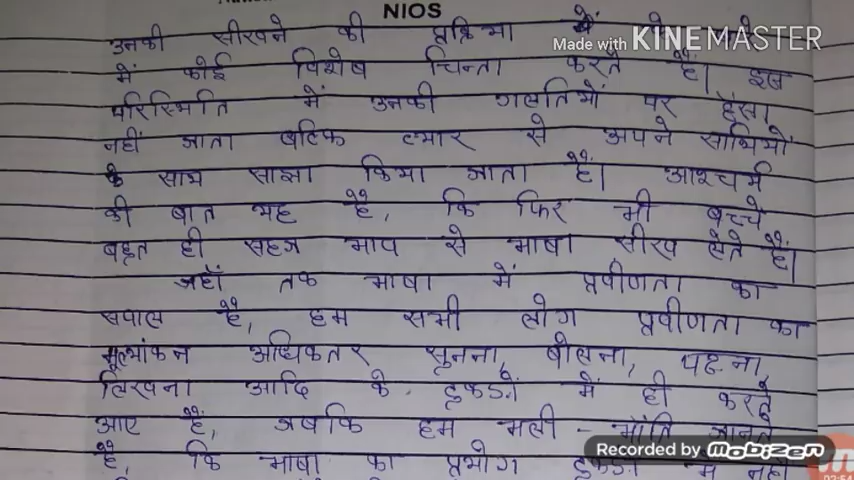 NIOS
Made with KINEMASTER
उनकी सीखने की प्रक्रिया में
में कोई विशेष चिन्ता करते हैं। इस
परिस्थिति में उनकी गलतियों पर हँसा
नहीं जाता बल्कि प्यार से अपने साथियों
के साथ साझा किया जाता है। आश्चर्य
की बात यह है, कि फिर भी बच्चे
बहुत ही सहज भाव से भाषा सीख लेते हैं।
जहाँ तक भाषा में प्रवीणता का
सवाल है, हम सभी लोग प्रवीणता का
मूल्यांकन अधिकतर सुनना, बोलना, पढ़ना,
लिखना आदि के टुकड़ों में ही करते
आए हैं, जबकि हम भली - भाँति जानते
है, कि भाषा का प्रयोग टुकड़ों में नहीं
RECORDED BY mobizen